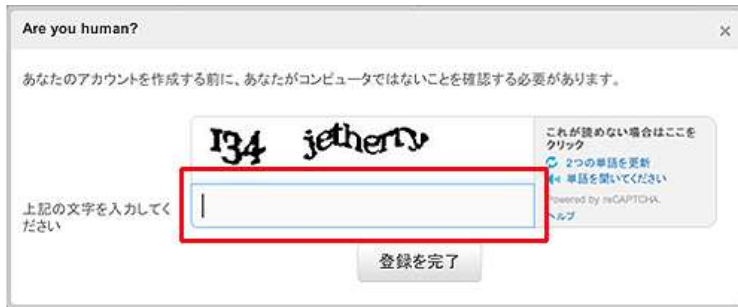 Are you human?
あなたのアカウントを作成する前に、あなたがコンピュータではないことを確認する必要があります。
134 jetherry
これが読めない場合はここを
クリック
2つの単語を更新
単語を聞いてください
Powered by reCAPTCHA.
ヘルプ
上記の文字を入力してく
ださい
登録を完了